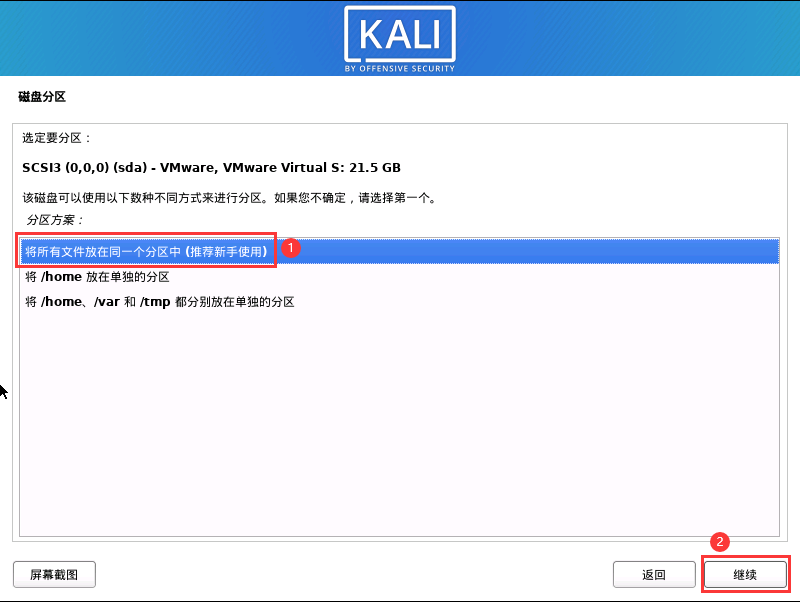 KALI
BY OFFENSIVE SECURITY
磁盘分区
选定要分区：
SCSI3 (0,0,0) (sda) - VMware, VMware Virtual S: 21.5 GB
该磁盘可以使用以下数种不同方式来进行分区。如果您不确定，请选择第一个。
分区方案：
将所有文件放在同一个分区中 (推荐新手使用) 1
将 /home 放在单独的分区
将 /home、/var 和 /tmp 都分别放在单独的分区
2
屏幕截图 返回 继续